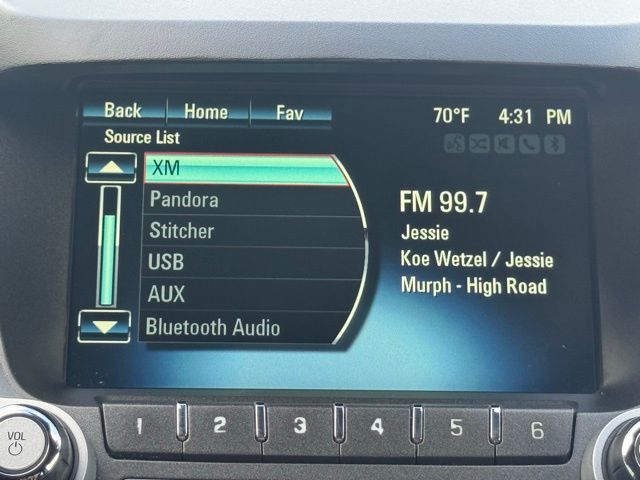 Back Home Fav 70°F 4:31 PM
Source List
XM
Pandora
Stitcher
USB
AUX
Bluetooth Audio
FM 99.7
Jessie
Koe Wetzel / Jessie
Murph - High Road
1 2 3 4 5 6
VOL